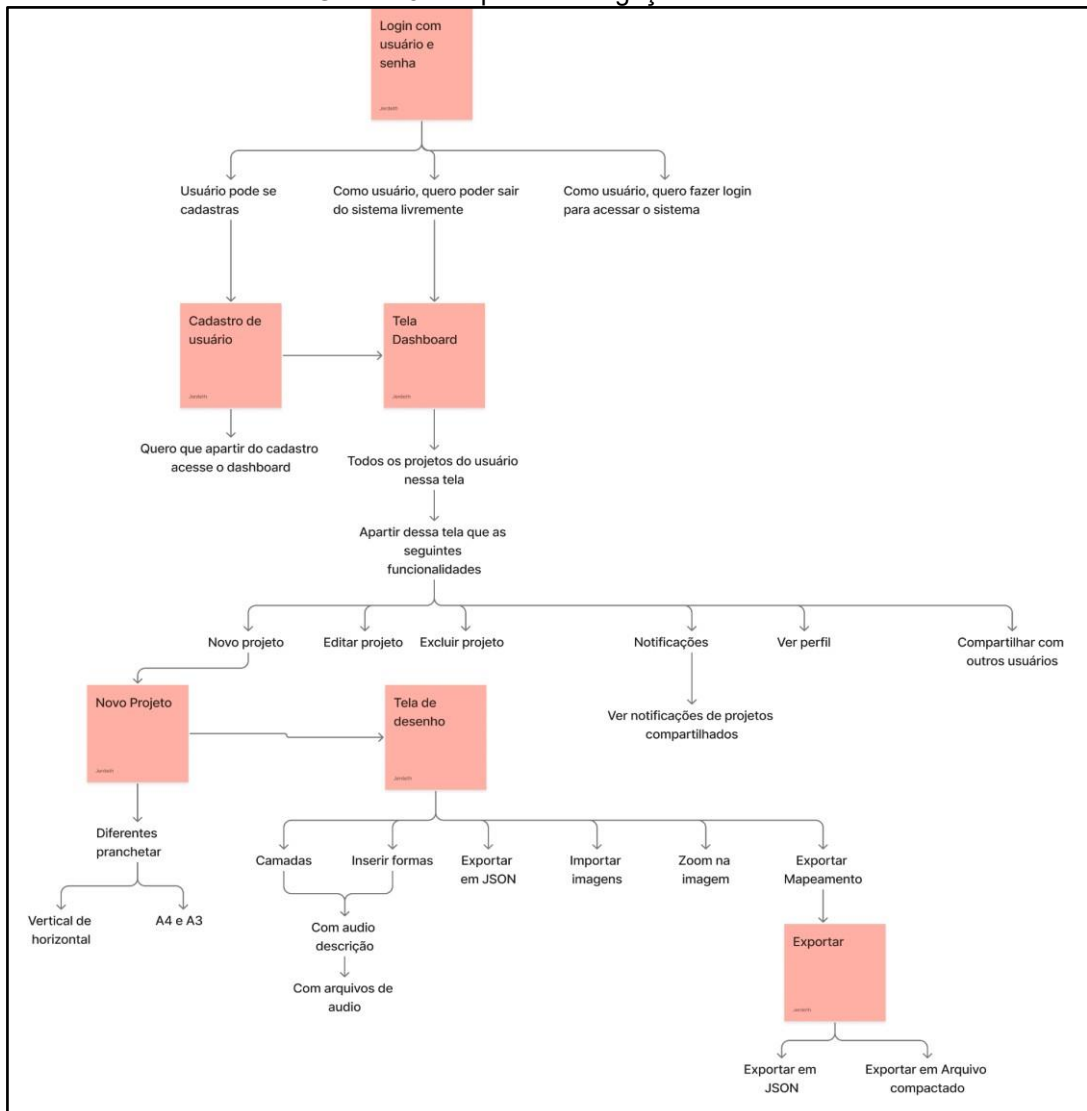 Login com
usuário e
senha
Usuário pode se
cadastras
Como usuário, quero poder sair
do sistema livremente
Como usuário, quero fazer login
para acessar o sistema
Cadastro de
usuário
Tela
Dashboard
Quero que apartir do cadastro
acesse o dashboard
Todos os projetos do usuário
nessa tela
Apartir dessa tela que as
seguintes
funcionalidades
Novo projeto
Editar projeto
Excluir projeto
Notificações
Ver perfil
Compartilhar com
outros usuários
Novo Projeto
Tela de
desenho
Ver notificações de projetos
compartilhados
Diferentes
pranchetar
Camadas
Inserir formas
Exportar
em JSON
Importar
imagens
Zoom na
imagem
Exportar
Mapeamento
Vertical de
horizontal
A4 e A3
Com audio
descrição
Com arquivos de
audio
Exportar
Exportar em
JSON
Exportar em Arquivo
compactado